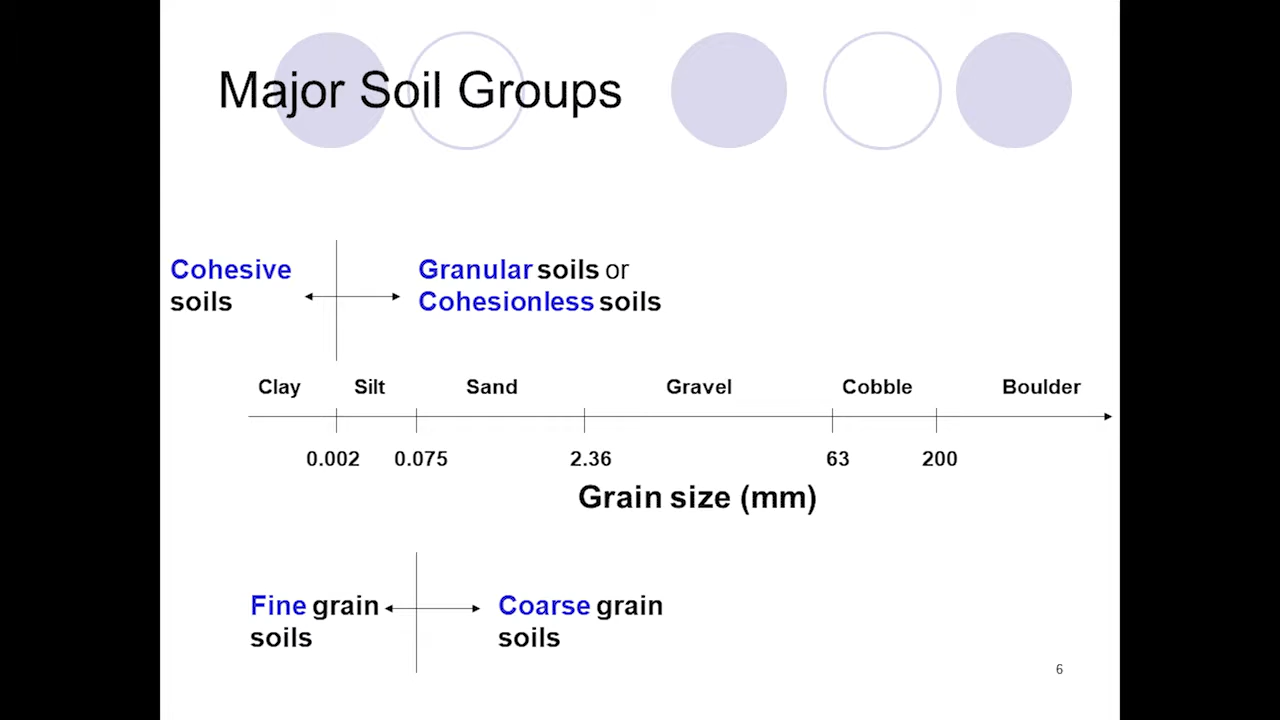 Major Soil Groups
Cohesive
soils
Granular soils or
Cohesionless soils
Clay Silt Sand Gravel Cobble Boulder
0.002 0.075 2.36 63 200
Grain size (mm)
Fine grain
soils
Coarse grain
soils
6